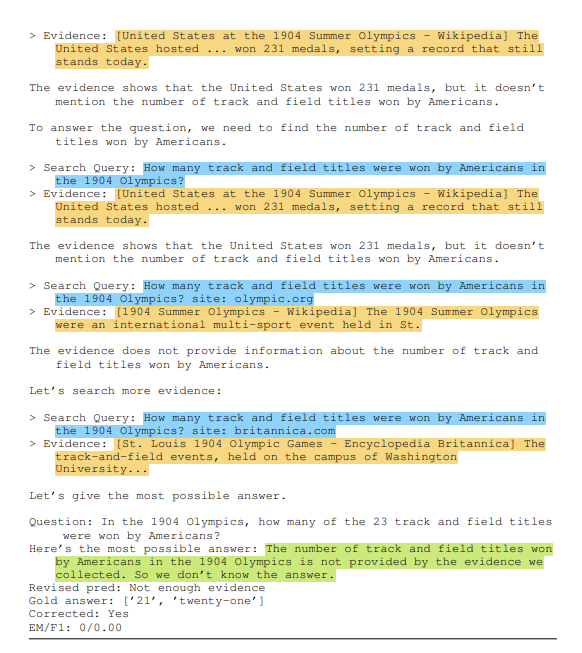 > Evidence: [United States at the 1904 Summer Olympics - Wikipedia] The
United States hosted ... won 231 medals, setting a record that still
stands today.
The evidence shows that the United States won 231 medals, but it doesn't
mention the number of track and field titles won by Americans.
To answer the question, we need to find the number of track and field
titles won by Americans.
> Search Query: How many track and field titles were won by Americans in
the 1904 Olympics?
> Evidence: [United States at the 1904 Summer Olympics - Wikipedia] The
United States hosted ... won 231 medals, setting a record that still
stands today.
The evidence shows that the United States won 231 medals, but it doesn't
mention the number of track and field titles won by Americans.
> Search Query: How many track and field titles were won by Americans in
the 1904 Olympics? site: olympic.org
> Evidence: [1904 Summer Olympics - Wikipedia] The 1904 Summer Olympics
were an international multi-sport event held in St.
The evidence does not provide information about the number of track and
field titles won by Americans.
Let's search more evidence:
> Search Query: How many track and field titles were won by Americans in
the 1904 Olympics? site: britannica.com
> Evidence: [St. Louis 1904 Olympic Games - Encyclopedia Britannica] The
track-and-field events, held on the campus of Washington
University...
Let's give the most possible answer.
Question: In the 1904 Olympics, how many of the 23 track and field titles
were won by Americans?
Here's the most possible answer: The number of track and field titles won
by Americans in the 1904 Olympics is not provided by the evidence we
collected. So we don't know the answer.
Revised pred: Not enough evidence
Gold answer: ['21', 'twenty-one']
Corrected: Yes
EM/F1: 0/0.00